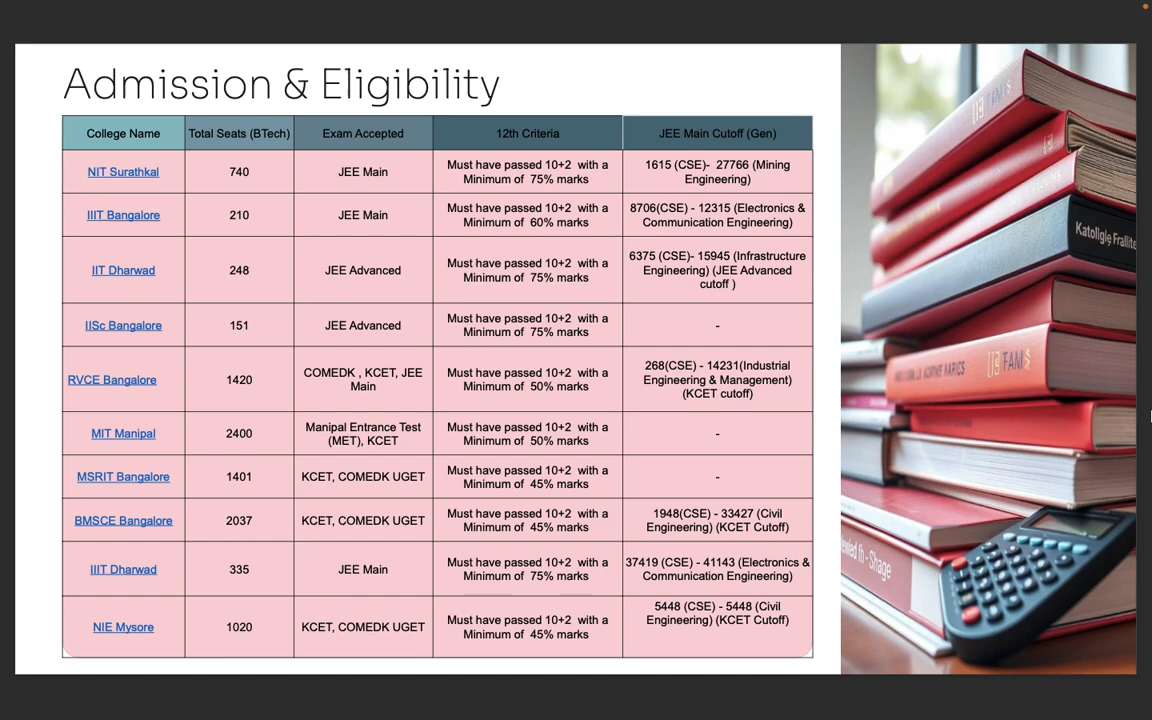 Admission & Eligibility
College Name Total Seats (BTech) Exam Accepted 12th Criteria JEE Main Cutoff (Gen)
NIT Surathkal 740 JEE Main Must have passed 10+2 with a Minimum of 75% marks 1615 (CSE)- 27766 (Mining Engineering)
IIIT Bangalore 210 JEE Main Must have passed 10+2 with a Minimum of 60% marks 8706(CSE) - 12315 (Electronics & Communication Engineering)
IIT Dharwad 248 JEE Advanced Must have passed 10+2 with a Minimum of 75% marks 6375 (CSE)- 15945 (Infrastructure Engineering) (JEE Advanced cutoff )
IISc Bangalore 151 JEE Advanced Must have passed 10+2 with a Minimum of 75% marks -
RVCE Bangalore 1420 COMEDK , KCET, JEE Main Must have passed 10+2 with a Minimum of 50% marks 268(CSE) - 14231(Industrial Engineering & Management) (KCET cutoff)
MIT Manipal 2400 Manipal Entrance Test (MET), KCET Must have passed 10+2 with a Minimum of 50% marks -
MSRIT Bangalore 1401 KCET, COMEDK UGET Must have passed 10+2 with a Minimum of 45% marks -
BMSCE Bangalore 2037 KCET, COMEDK UGET Must have passed 10+2 with a Minimum of 45% marks 1948(CSE) - 33427 (Civil Engineering) (KCET Cutoff)
IIIT Dharwad 335 JEE Main Must have passed 10+2 with a Minimum of 75% marks 37419 (CSE) - 41143 (Electronics & Communication Engineering)
NIE Mysore 1020 KCET, COMEDK UGET Must have passed 10+2 with a Minimum of 45% marks 5448 (CSE) - 5448 (Civil Engineering) (KCET Cutoff)